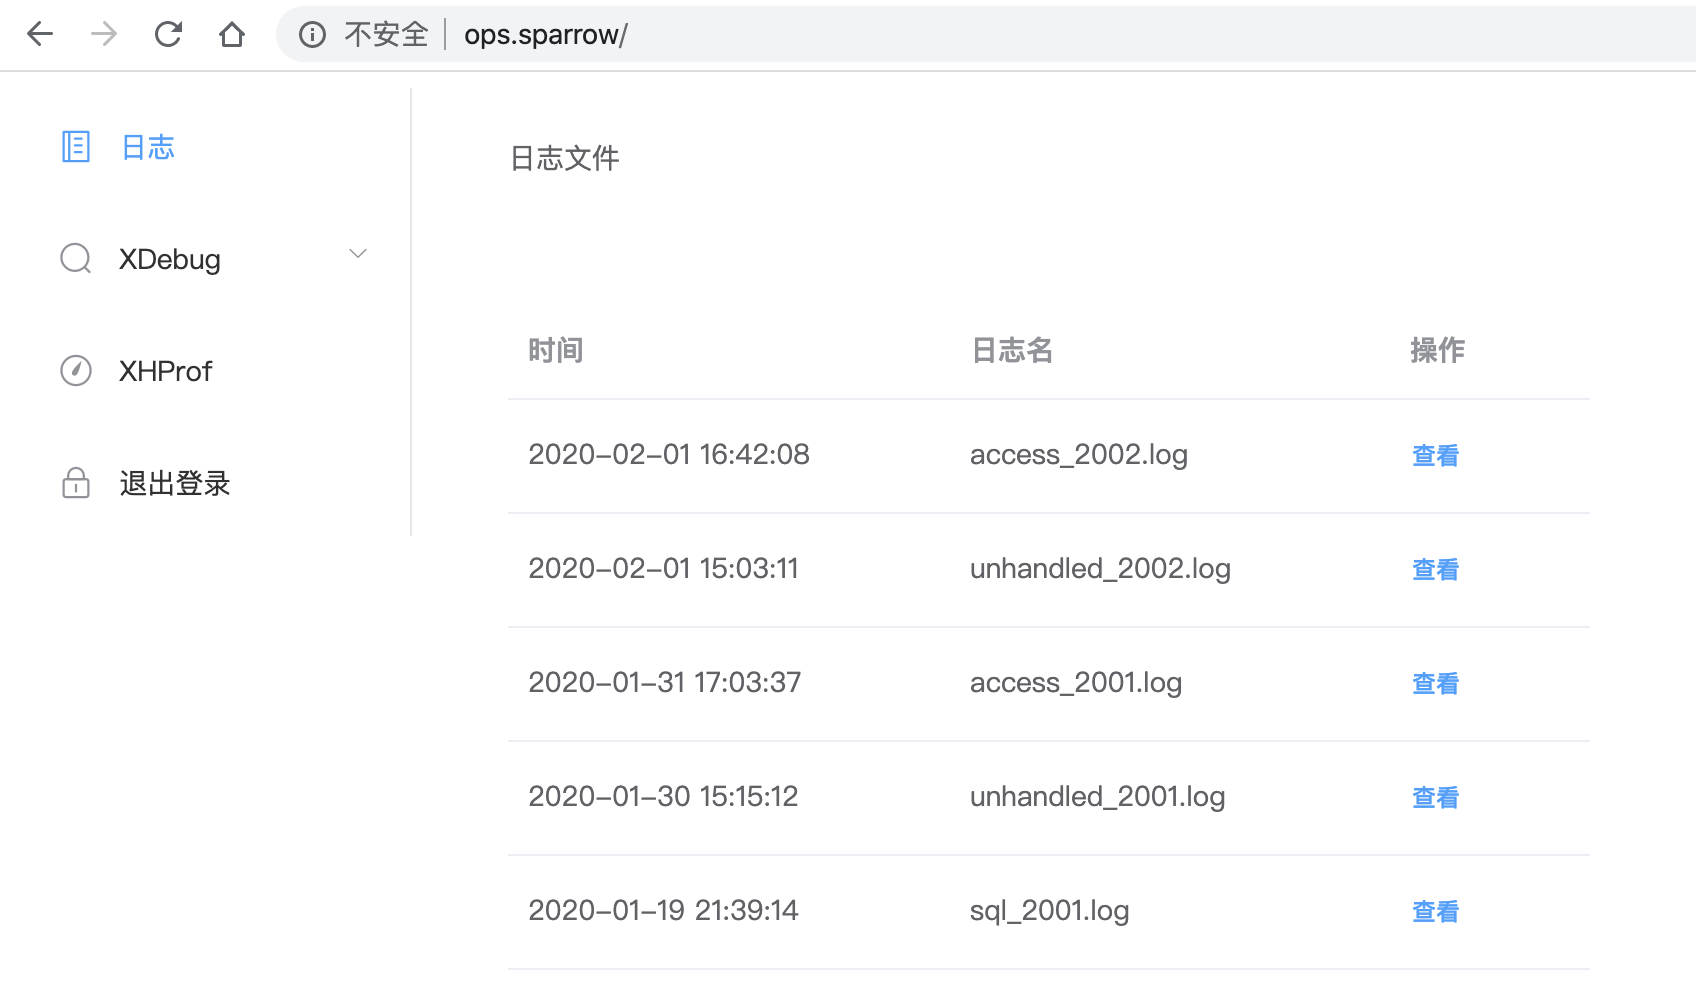 不安全 ops.sparrow/
日志
XDebug
XHProf
退出登录
日志文件
时间 日志名 操作
2020-02-01 16:42:08 access_2002.log 查看
2020-02-01 15:03:11 unhandled_2002.log 查看
2020-01-31 17:03:37 access_2001.log 查看
2020-01-30 15:15:12 unhandled_2001.log 查看
2020-01-19 21:39:14 sql_2001.log 查看